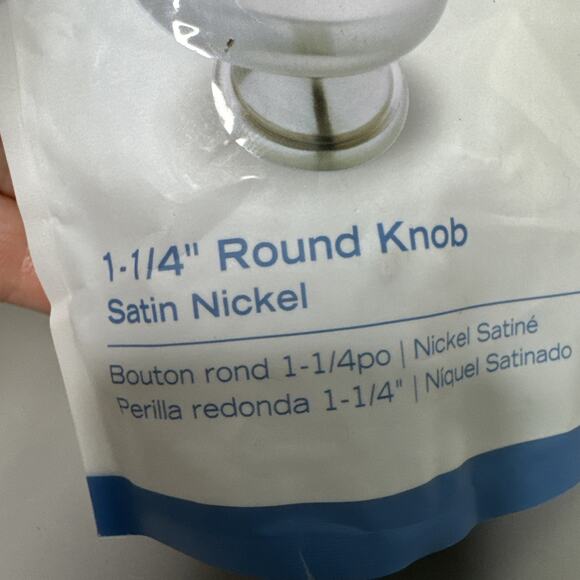 1-1/4" Round Knob
Satin Nickel
Bouton rond 1-1/4po | Nickel Satiné
Perilla redonda 1-1/4" | Níquel Satinado